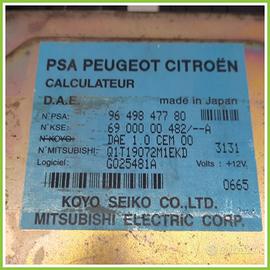 PSA PEUGEOT CITROËN
CALCULATEUR
D.A.E. made in Japan
N°PSA: 96 498 477 80
N°KSE: 69 000 00 482/--A
N°KOYO: DAE 1.0 CEM 00
N°MITSUBISHI: Q1T19072M1EKD 3131
Logiciel: G025481A Volts: +12V.
0665
KOYO SEIKO CO.,LTD.
MITSUBISHI ELECTRIC CORP.